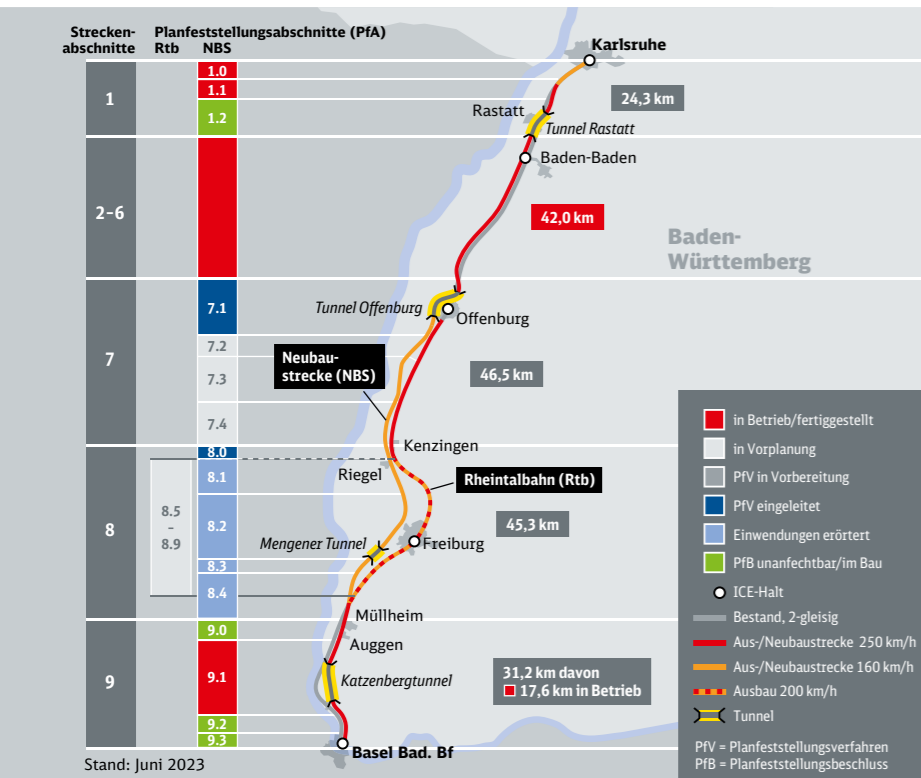 Strecken-
abschnitte
Planfeststellungsabschnitte (PfA)
Rtb
NBS
1
1.0
1.1
1.2
2–6
7
7.1
7.2
7.3
7.4
8
8.5
–
8.9
8.0
8.1
8.2
8.3
8.4
9
9.0
9.1
9.2
9.3
Karlsruhe
24,3 km
Rastatt
Tunnel Rastatt
Baden-Baden
42,0 km
Baden-
Württemberg
Tunnel Offenburg
Offenburg
Neubau-
strecke (NBS)
46,5 km
Kenzingen
Riegel
Rheintalbahn (Rtb)
45,3 km
Mengener Tunnel
Freiburg
Müllheim
Auggen
Katzenbergtunnel
31,2 km davon
17,6 km in Betrieb
Basel Bad. Bf
in Betrieb/fertiggestellt
in Vorplanung
PfV in Vorbereitung
PfV eingeleitet
Einwendungen erörtert
PfB unanfechtbar/im Bau
ICE-Halt
Bestand, 2-gleisig
Aus-/Neubaustrecke 250 km/h
Aus-/Neubaustrecke 160 km/h
Ausbau 200 km/h
Tunnel
PfV = Planfeststellungsverfahren
PfB = Planfeststellungsbeschluss
Stand: Juni 2023